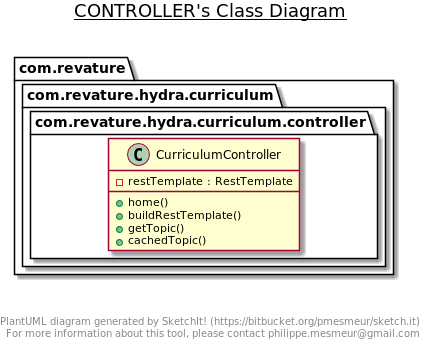 CONTROLLER's Class Diagram
com.revature
com.revature.hydra.curriculum
com.revature.hydra.curriculum.controller
C CurriculumController
restTemplate : RestTemplate
home()
buildRestTemplate()
getTopic()
cachedTopic()
PlantUML diagram generated by SketchIt! (https://bitbucket.org/pmesmeur/sketch.it)
For more information about this tool, please contact philippe.mesmeur@gmail.com